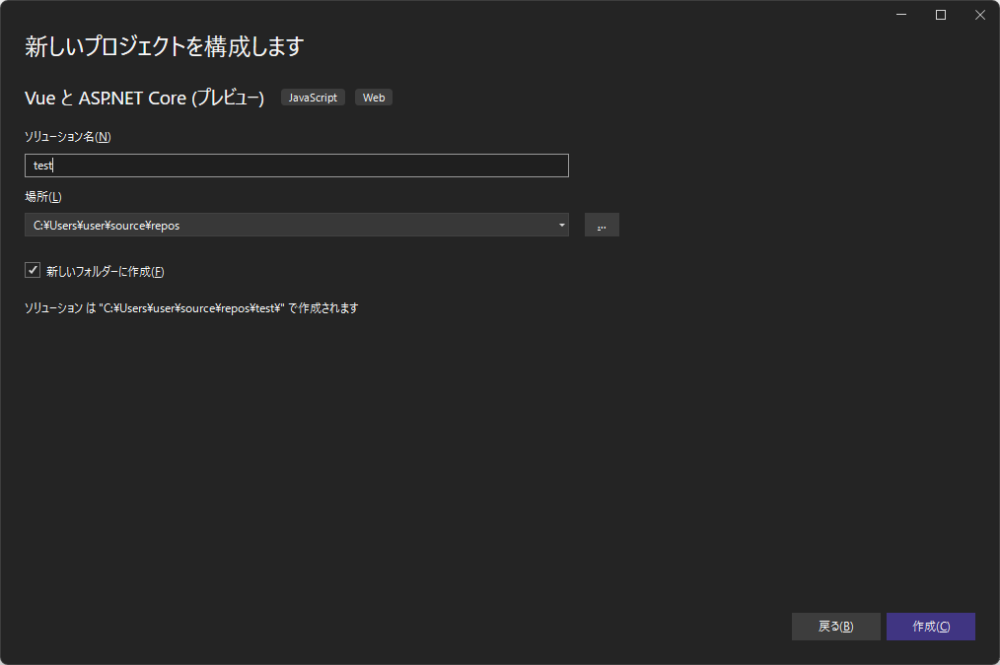 新しいプロジェクトを構成します
Vue と ASP.NET Core (プレビュー) JavaScript Web
ソリューション名(N)
test
場所(L)
C:¥Users¥user¥source¥repos ...
新しいフォルダーに作成(F)
ソリューション は "C:¥Users¥user¥source¥repos¥test¥" で作成されます
戻る(B) 作成(C)